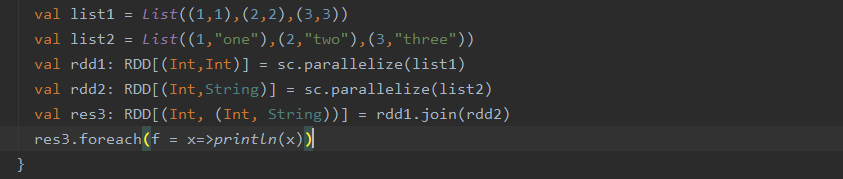 val list1 = List((1,1),(2,2),(3,3))
val list2 = List((1,"one"),(2,"two"),(3,"three"))
val rdd1: RDD[(Int,Int)] = sc.parallelize(list1)
val rdd2: RDD[(Int,String)] = sc.parallelize(list2)
val res3: RDD[(Int, (Int, String))] = rdd1.join(rdd2)
res3.foreach(f = x=>println(x))
}